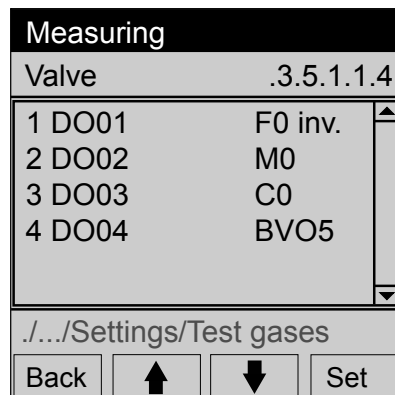 Measuring
Valve .3.5.1.1.4
1 DO01 F0 inv.
2 DO02 M0
3 DO03 C0
4 DO04 BVO5
./.../Settings/Test gases
Back Set